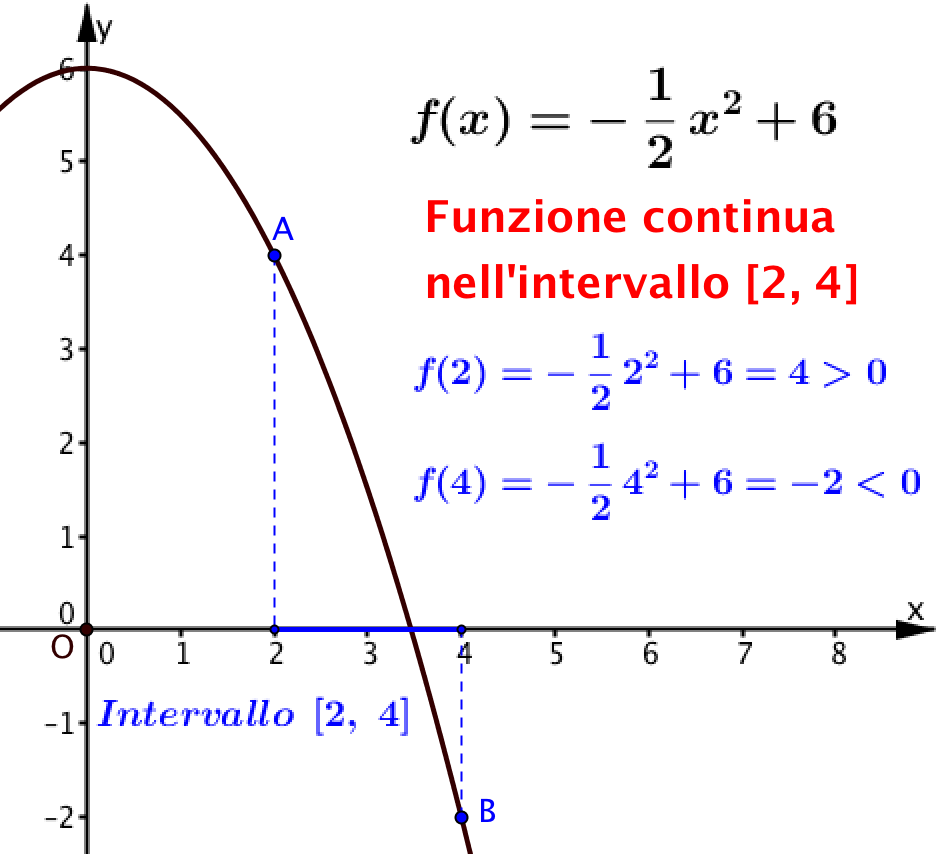 y
6
f(x) = − 1/2 x² + 6
5
Funzione continua
A
4
nell'intervallo [2, 4]
3
f(2) = − 1/2 2² + 6 = 4 > 0
2
f(4) = − 1/2 4² + 6 = −2 < 0
1
0
x
O
0 1 2 3 4 5 6 7 8
−1
Intervallo [2, 4]
−2
B